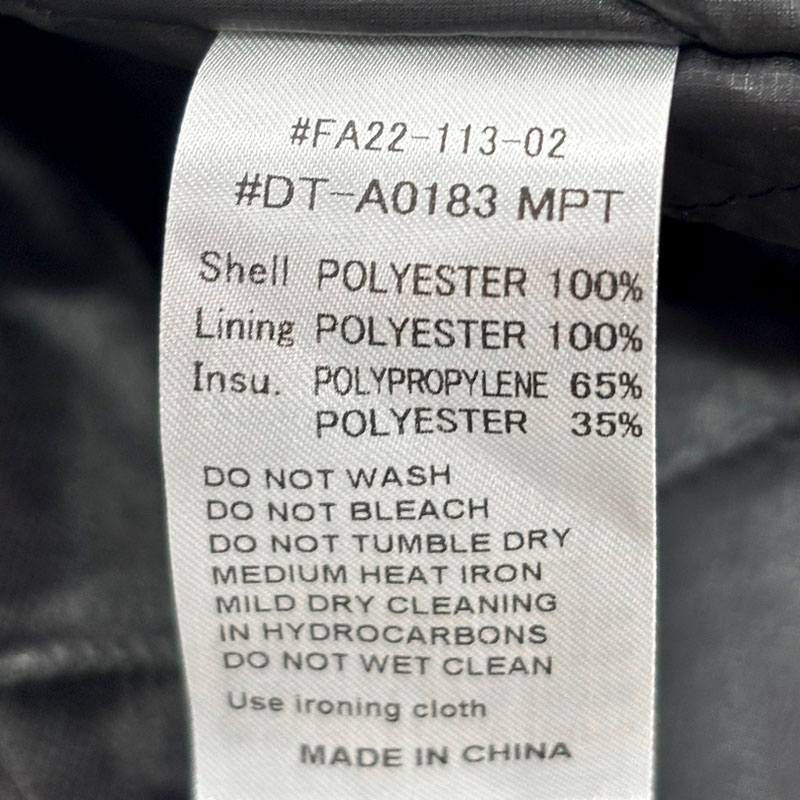 #FA22-113-02
#DT-A0183 MPT
Shell POLYESTER 100%
Lining POLYESTER 100%
Insu. POLYPROPYLENE 65%
POLYESTER 35%
DO NOT WASH
DO NOT BLEACH
DO NOT TUMBLE DRY
MEDIUM HEAT IRON
MILD DRY CLEANING
IN HYDROCARBONS
DO NOT WET CLEAN
Use ironing cloth
MADE IN CHINA